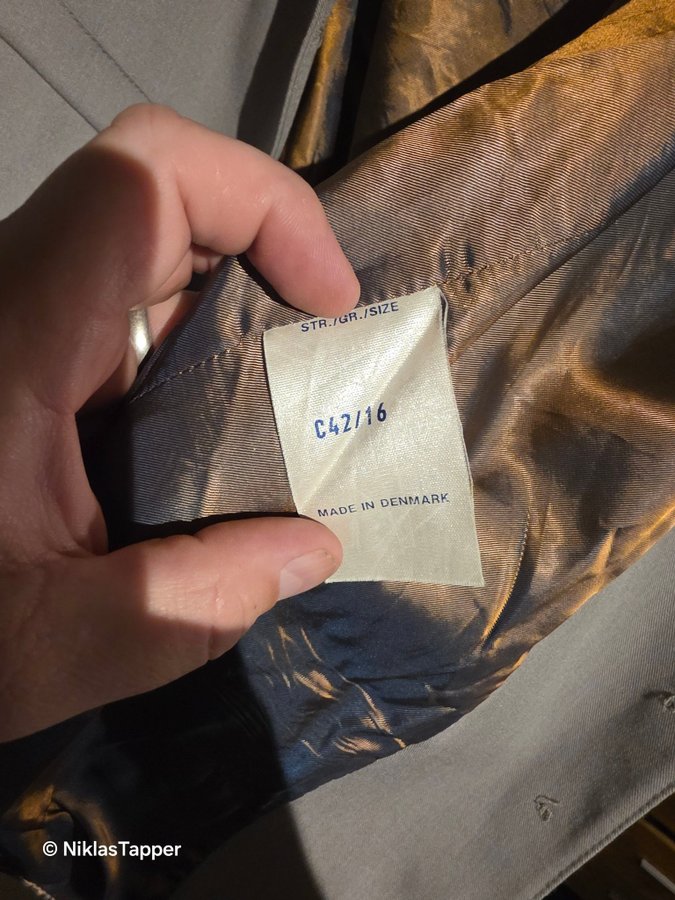 STR./GR./SIZE
C42/16
MADE IN DENMARK
© NiklasTapper